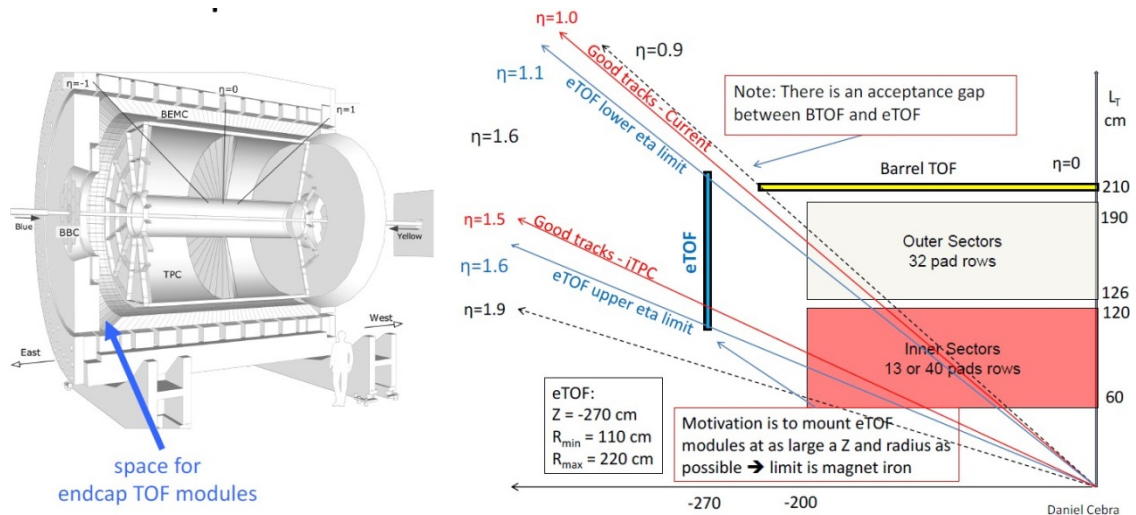 η=-1
η=0
BEMC
η=1
Blue
BBC
Yellow
TPC
West
East
space for
endcap TOF modules
η=1.0
η=0.9
η=1.1
Good tracks - Current
eTOF lower eta limit
Note: There is an acceptance gap
between BTOF and eTOF
L_T
cm
η=1.6
Barrel TOF
η=0
210
190
Outer Sectors
32 pad rows
eTOF
η=1.5
Good tracks - iTPC
η=1.6
eTOF upper eta limit
126
120
η=1.9
Inner Sectors
13 or 40 pads rows
60
eTOF:
Z = -270 cm
R_min = 110 cm
R_max = 220 cm
Motivation is to mount eTOF
modules at as large a Z and radius as
possible ➔ limit is magnet iron
-270
-200
Daniel Cebra